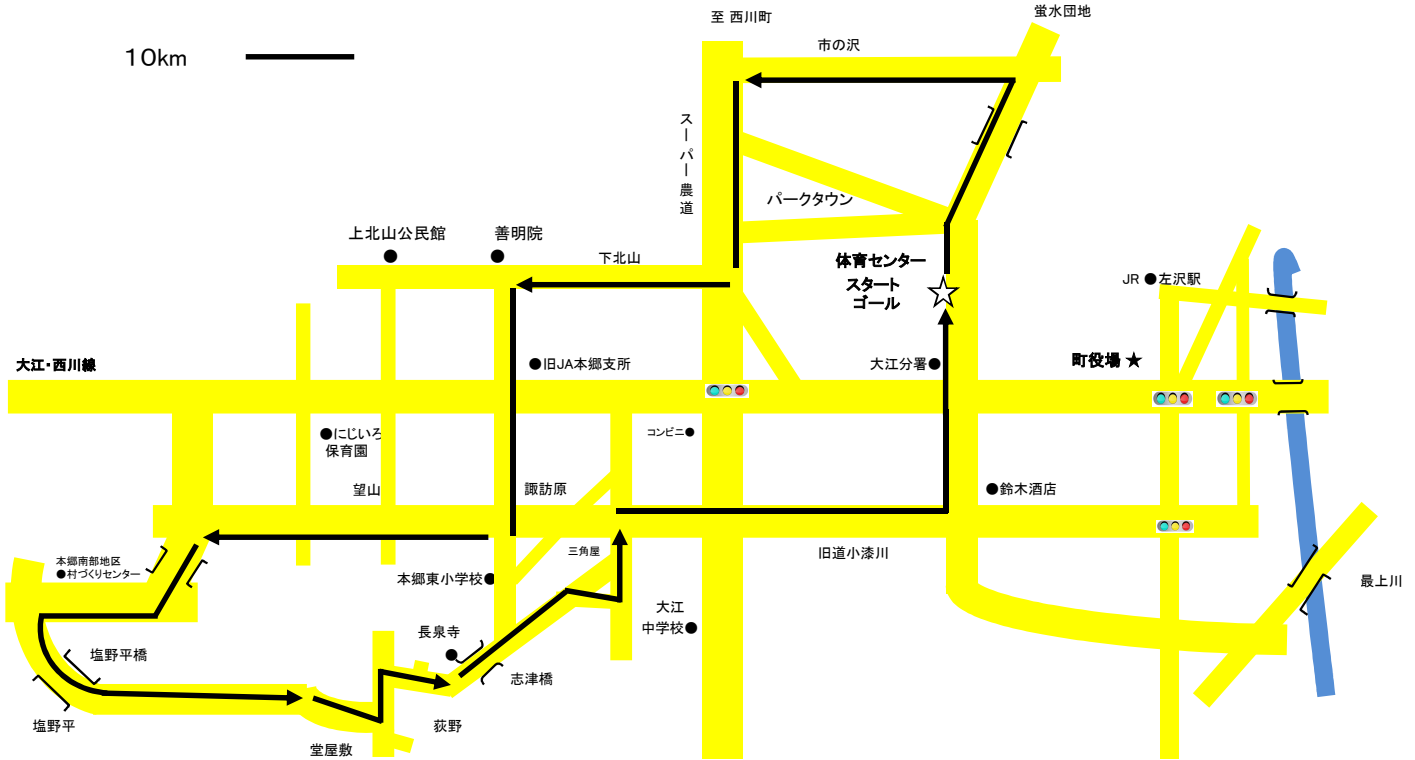 至 西川町
蛍水団地
10km
市の沢
スーパー農道
パークタウン
上北山公民館
善明院
下北山
体育センター
スタート
ゴール
JR ●左沢駅
大江・西川線
●旧JA本郷支所
大江分署●
町役場 ★
●にじいろ
保育園
コンビニ●
望山
諏訪原
●鈴木酒店
本郷南部地区
●村づくりセンター
三角屋
旧道小漆川
本郷東小学校●
最上川
大江
中学校●
長泉寺
塩野平橋
志津橋
塩野平
荻野
堂屋敷